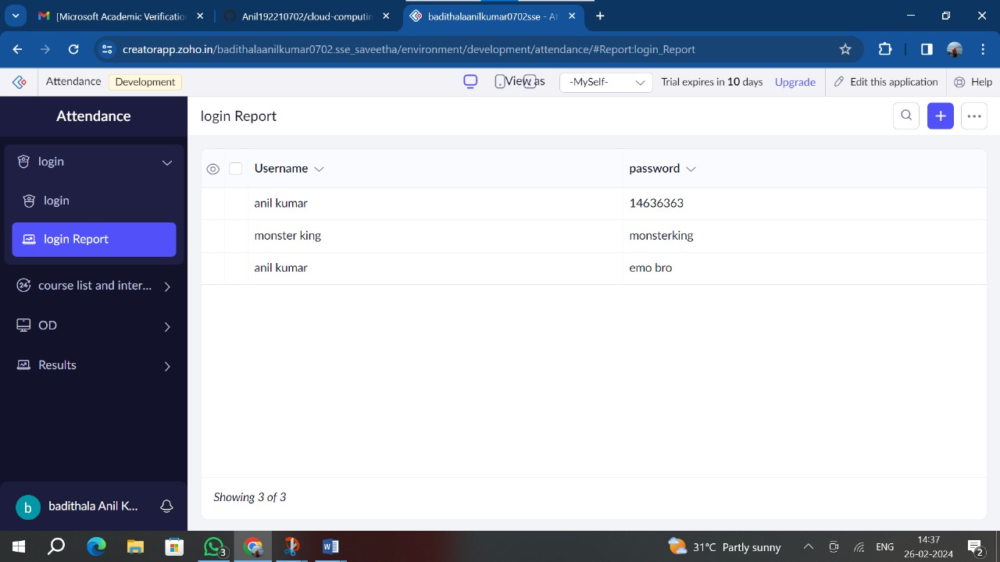 [Microsoft Academic Verificatio
Anil192210702/cloud-computin
badithalaanilkumar0702sse - At
creatorapp.zoho.in/badithalaanilkumar0702.sse_saveetha/environment/development/attendance/#Report:login_Report
Attendance Development View as -MySelf- Trial expires in 10 days Upgrade Edit this application Help
Attendance
login Report
login
login
login Report
course list and inter...
OD
Results
Username password
anil kumar 14636363
monster king monsterking
anil kumar emo bro
Showing 3 of 3
b badithala Anil K...
3
31°C Partly sunny
ENG
14:37
26-02-2024
2